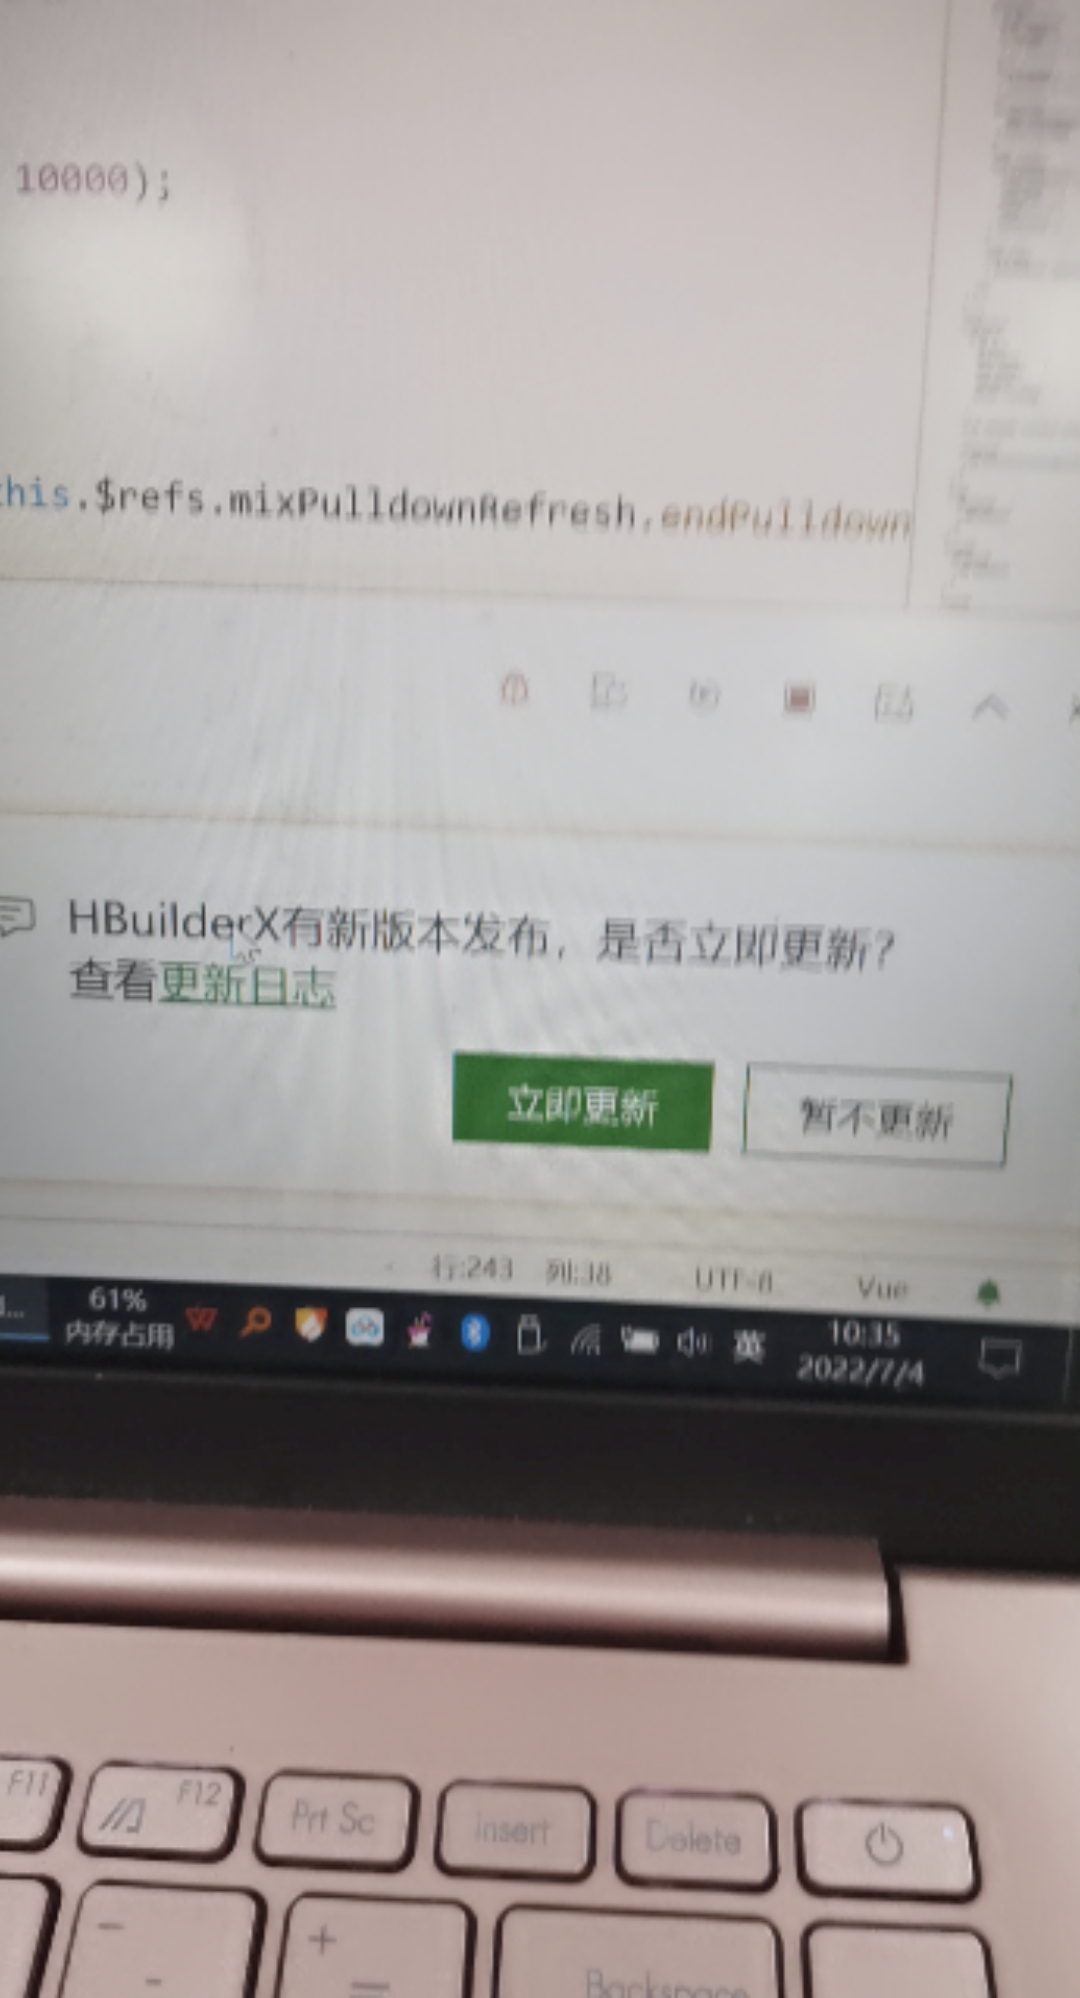 10000);
his.$refs.mixPulldownRefresh.endPulldown
HBuilderX有新版本发布，是否立即更新？
查看更新日志
立即更新
暂不更新
行:243 列:38 UTF-8 Vue
61%
内存占用
英
10:35
2022/7/4
F11
F12
Prt Sc
Insert
Delete
Backspace